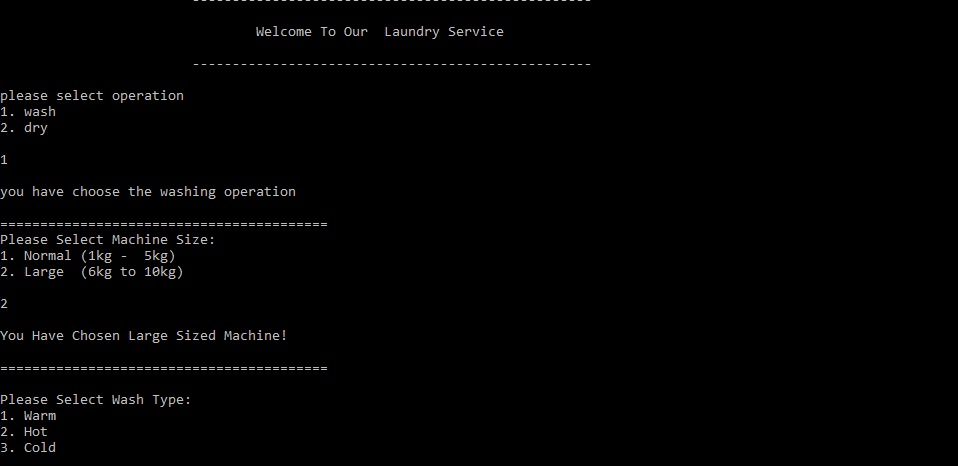 --------------------------------------------------
Welcome To Our  Laundry Service
--------------------------------------------------
please select operation
1. wash
2. dry
1
you have choose the washing operation
=========================================
Please Select Machine Size:
1. Normal (1kg -  5kg)
2. Large  (6kg to 10kg)
2
You Have Chosen Large Sized Machine!
=========================================
Please Select Wash Type:
1. Warm
2. Hot
3. Cold